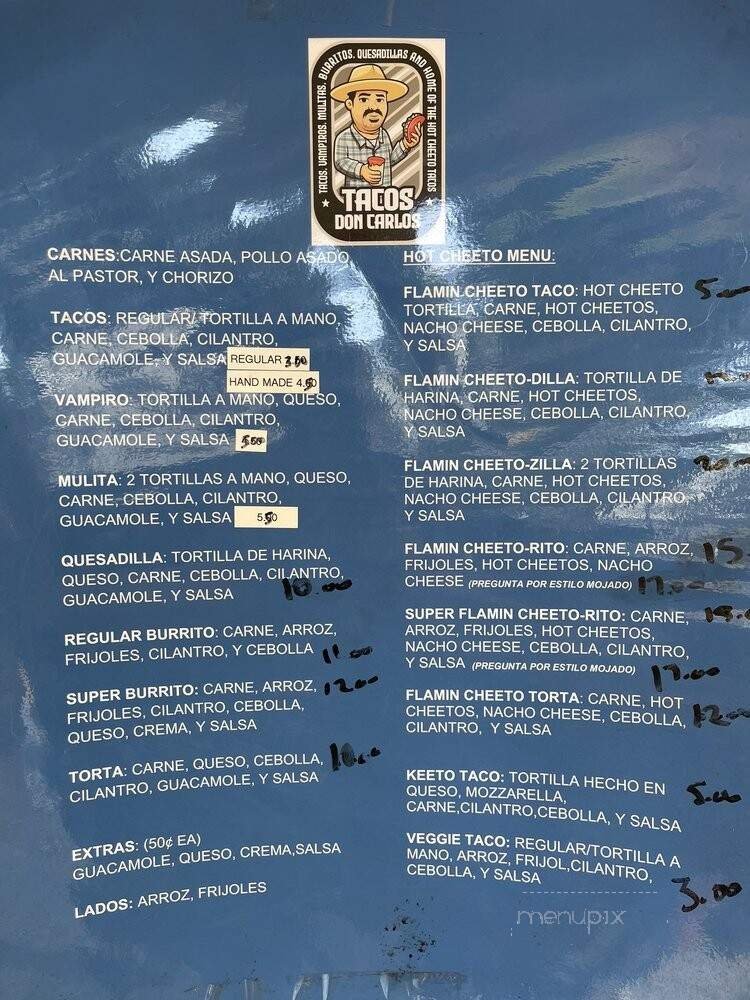 TACOS. VAMPIROS. MULITAS. BURRITOS. QUESADILLAS AND HOME OF THE HOT CHEETO TACOS
TACOS
DON CARLOS
CARNES:CARNE ASADA, POLLO ASADO
AL PASTOR, Y CHORIZO
TACOS: REGULAR/ TORTILLA A MANO,
CARNE, CEBOLLA, CILANTRO,
GUACAMOLE, Y SALSA
REGULAR
HAND MADE
VAMPIRO: TORTILLA A MANO, QUESO,
CARNE, CEBOLLA, CILANTRO,
GUACAMOLE, Y SALSA
MULITA: 2 TORTILLAS A MANO, QUESO,
CARNE, CEBOLLA, CILANTRO,
GUACAMOLE, Y SALSA
QUESADILLA: TORTILLA DE HARINA,
QUESO, CARNE, CEBOLLA, CILANTRO,
GUACAMOLE, Y SALSA 10.00
REGULAR BURRITO: CARNE, ARROZ,
FRIJOLES, CILANTRO, Y CEBOLLA 11.00
SUPER BURRITO: CARNE, ARROZ, 12.00
FRIJOLES, CILANTRO, CEBOLLA,
QUESO, CREMA, Y SALSA
TORTA: CARNE, QUESO, CEBOLLA,
CILANTRO, GUACAMOLE, Y SALSA
EXTRAS: (50¢ EA)
GUACAMOLE, QUESO, CREMA,SALSA
LADOS: ARROZ, FRIJOLES
HOT CHEETO MENU:
FLAMIN CHEETO TACO: HOT CHEETO 5.00
TORTILLA, CARNE, HOT CHEETOS,
NACHO CHEESE, CEBOLLA, CILANTRO,
Y SALSA
FLAMIN CHEETO-DILLA: TORTILLA DE
HARINA, CARNE, HOT CHEETOS,
NACHO CHEESE, CEBOLLA, CILANTRO,
Y SALSA
FLAMIN CHEETO-ZILLA: 2 TORTILLAS
DE HARINA, CARNE, HOT CHEETOS,
NACHO CHEESE, CEBOLLA, CILANTRO
Y SALSA
FLAMIN CHEETO-RITO: CARNE, ARROZ, 15
FRIJOLES, HOT CHEETOS, NACHO
CHEESE (PREGUNTA POR ESTILO MOJADO) 17.00
SUPER FLAMIN CHEETO-RITO: CARNE,
ARROZ, FRIJOLES, HOT CHEETOS,
NACHO CHEESE, CEBOLLA, CILANTRO,
Y SALSA (PREGUNTA POR ESTILO MOJADO) 17.00
FLAMIN CHEETO TORTA: CARNE, HOT
CHEETOS, NACHO CHEESE, CEBOLLA, 12.00
CILANTRO, Y SALSA
KEETO TACO: TORTILLA HECHO EN
QUESO, MOZZARELLA, 5.00
CARNE,CILANTRO,CEBOLLA, Y SALSA
VEGGIE TACO: REGULAR/TORTILLA A
MANO, ARROZ, FRIJOL,CILANTRO,
CEBOLLA, Y SALSA 3.00
menupix